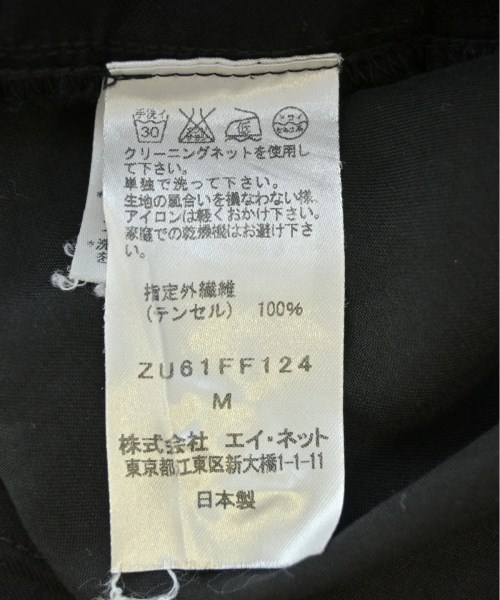 手洗イ
30
クリーニングネットを使用し
て下さい。
単独で洗って下さい。
生地の風合いを損なわない様、
アイロンは軽くおかけ下さい。
家庭での乾燥機はお避け下さ
い。
指定外繊維
(テンセル) 100%
ZU61FF124
M
株式会社 エイ・ネット
東京都江東区新大橋1-1-11
日本製
*洗